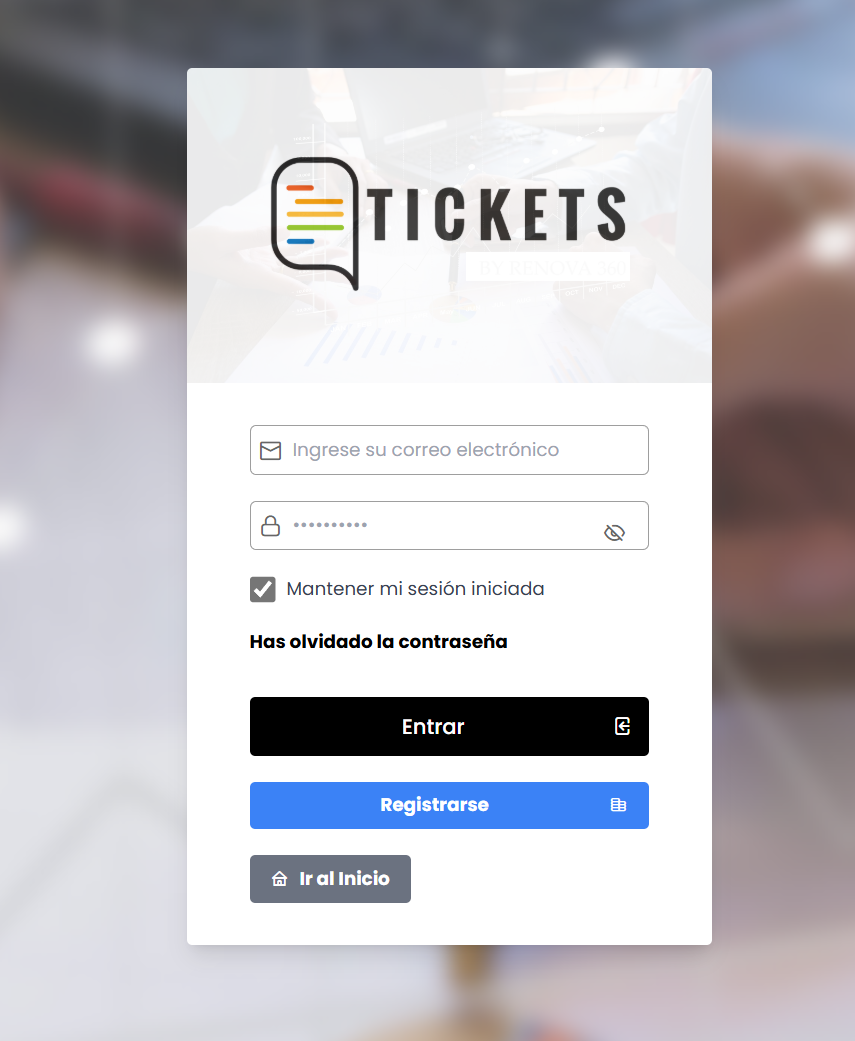 TICKETS
BY RENOVA 360
Ingrese su correo electrónico
••••••••••
Mantener mi sesión iniciada
Has olvidado la contraseña
Entrar
Registrarse
Ir al Inicio